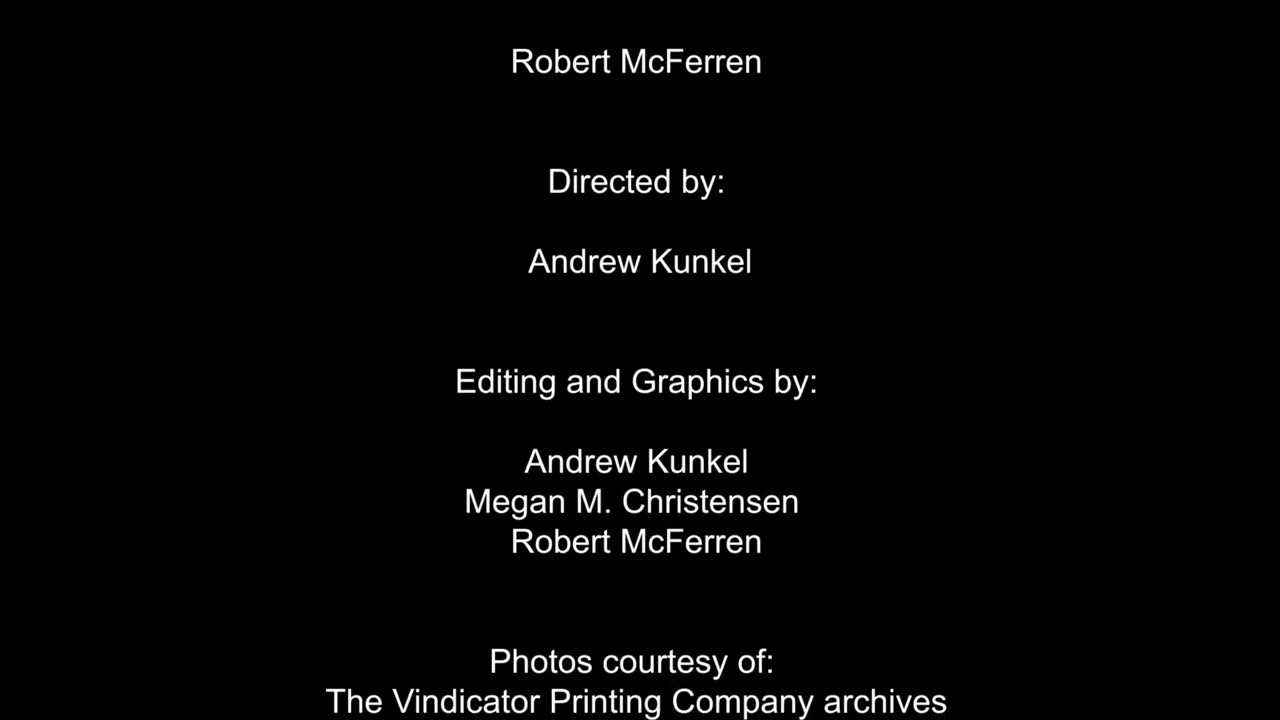 Robert McFerren
Directed by:
Andrew Kunkel
Editing and Graphics by:
Andrew Kunkel
Megan M. Christensen
Robert McFerren
Photos courtesy of:
The Vindicator Printing Company archives